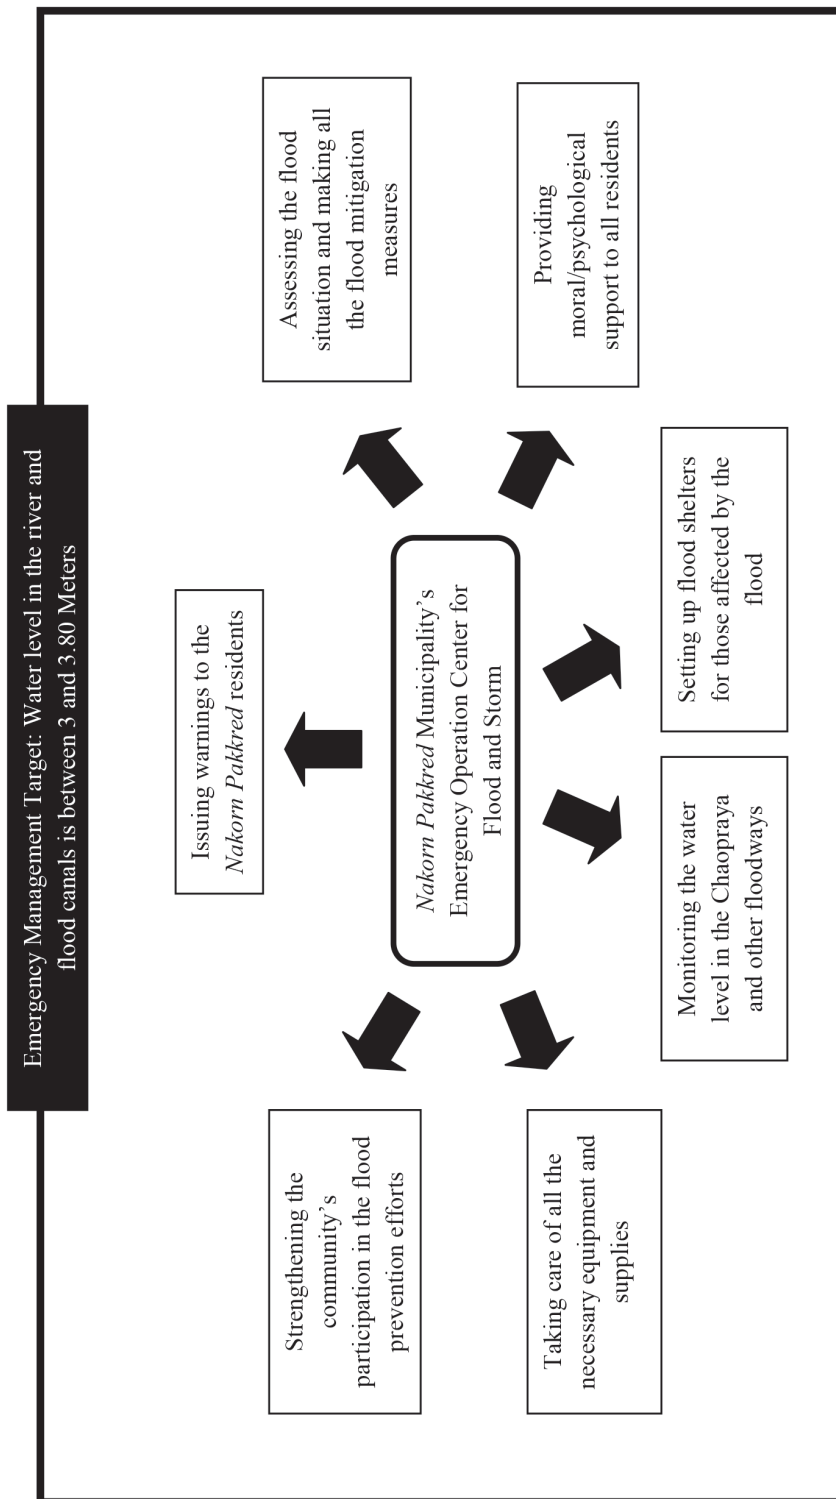 Emergency Management Target: Water level in the river and
flood canals is between 3 and 3.80 Meters
Issuing warnings to the
Nakorn Pakkred residents
Strengthening the
community's
participation in the flood
prevention efforts
Assessing the flood
situation and making all
the flood mitigation
measures
Nakorn Pakkred Municipality's
Emergency Operation Center for
Flood and Storm
Taking care of all the
necessary equipment and
supplies
Providing
moral/psychological
support to all residents
Monitoring the water
level in the Chaopraya
and other floodways
Setting up flood shelters
for those affected by the
flood